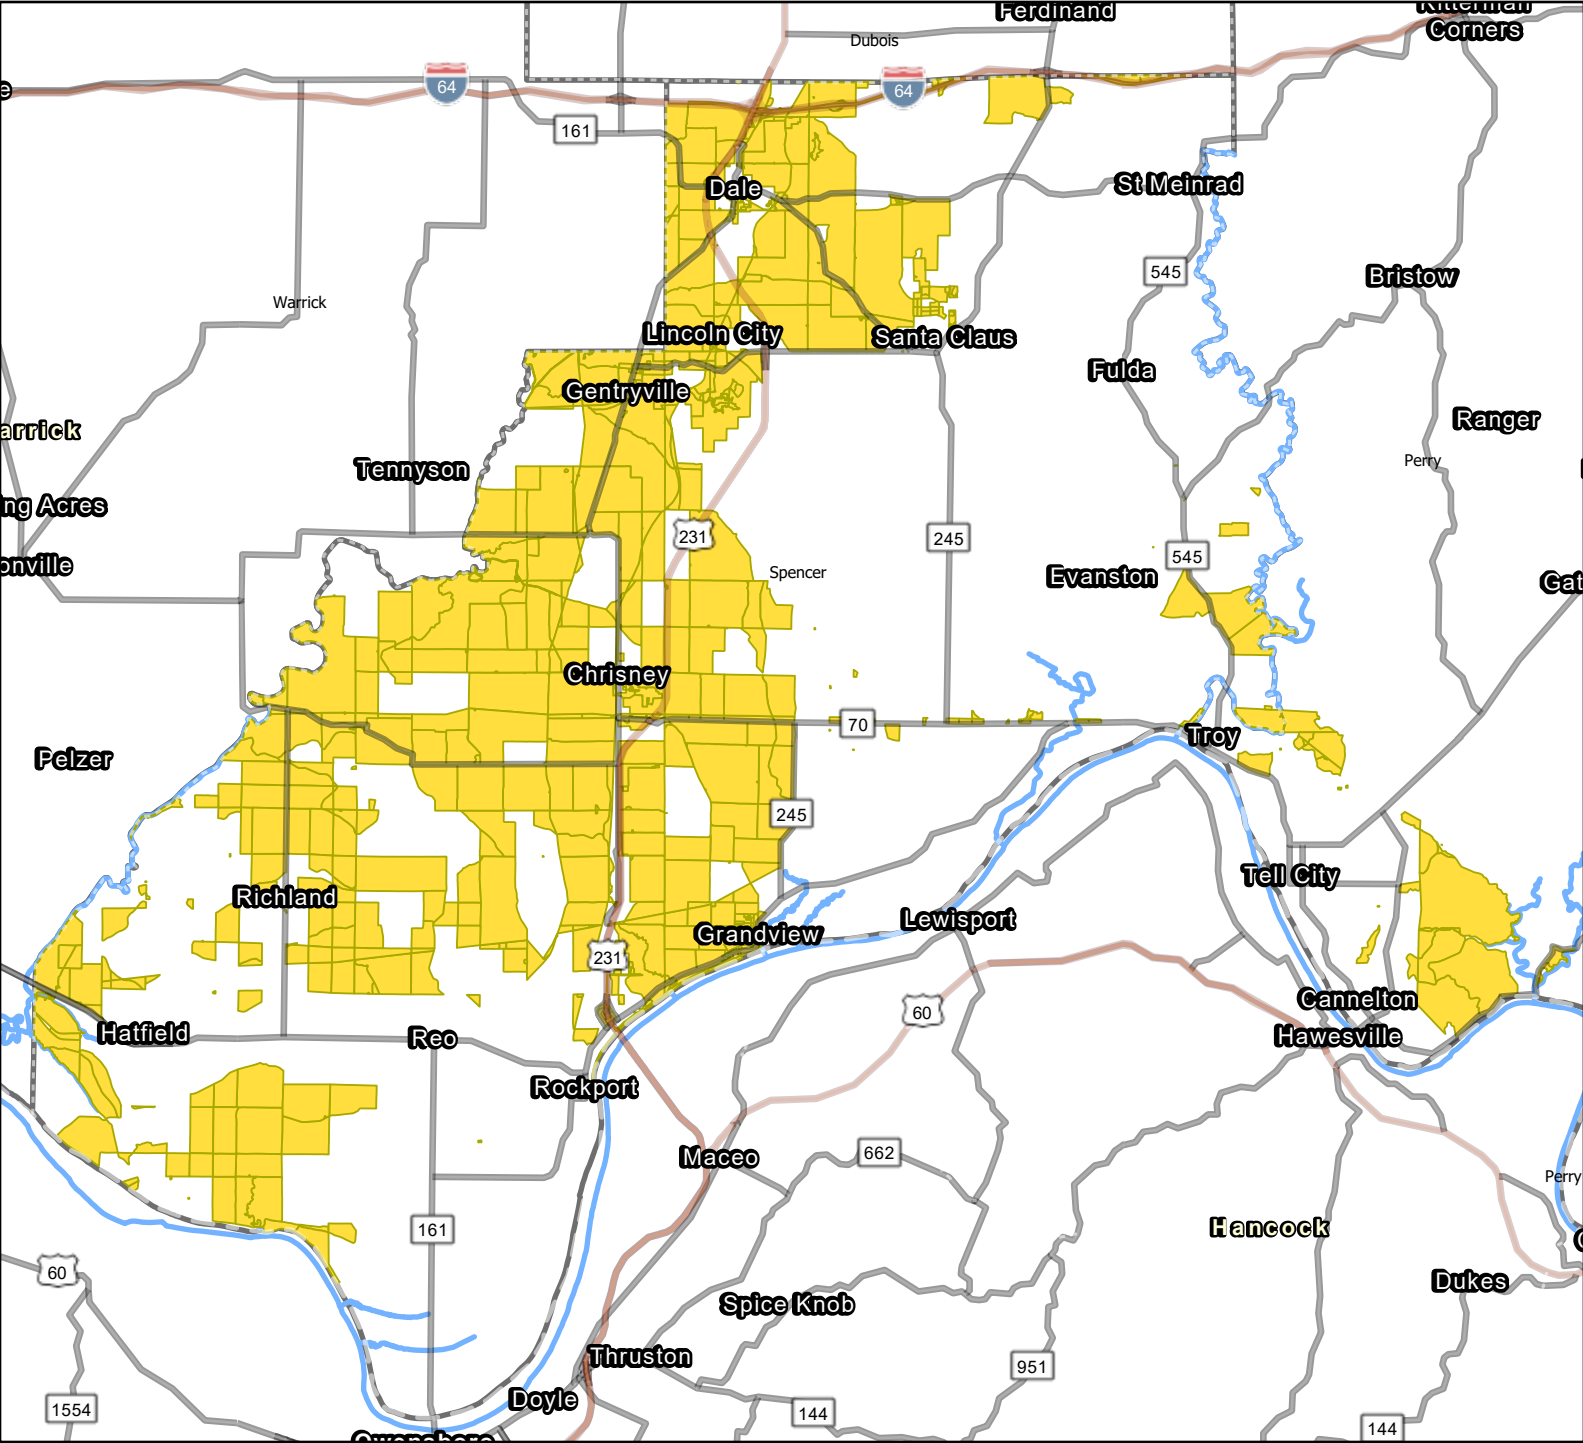 Ferdinand
Corners
Dubois
64
64
161
Dale
St Meinrad
545
Bristow
Warrick
Lincoln City
Santa Claus
Fulda
Gentryville
Ranger
arrick
Tennyson
Perry
ng Acres
231
245
onville
545
Spencer
Evanston
Gat
Chrisney
70
Troy
Pelzer
245
Tell City
Richland
Lewisport
Grandview
231
Cannelton
60
Hatfield
Reo
Hawesville
Rockport
662
Maceo
Perry
161
Hancock
60
Dukes
Spice Knob
Thruston
951
Doyle
1554
144
144